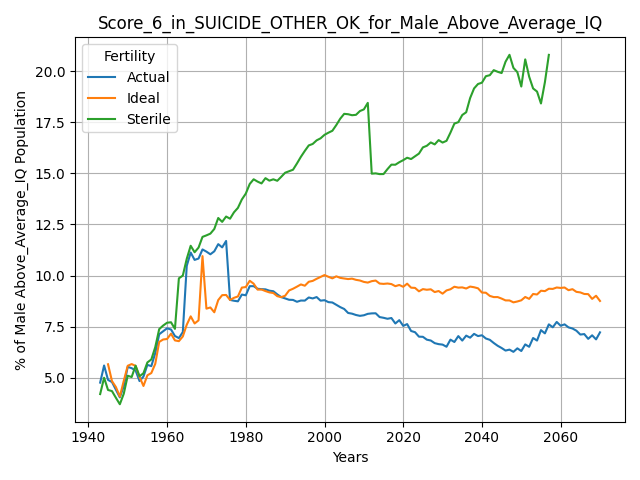 Score_6_in_SUICIDE_OTHER_OK_for_Male_Above_Average_IQ
Fertility
Actual
Ideal
Sterile
% of Male Above_Average_IQ Population
20.0
17.5
15.0
12.5
10.0
7.5
5.0
1940 1960 1980 2000 2020 2040 2060
Years